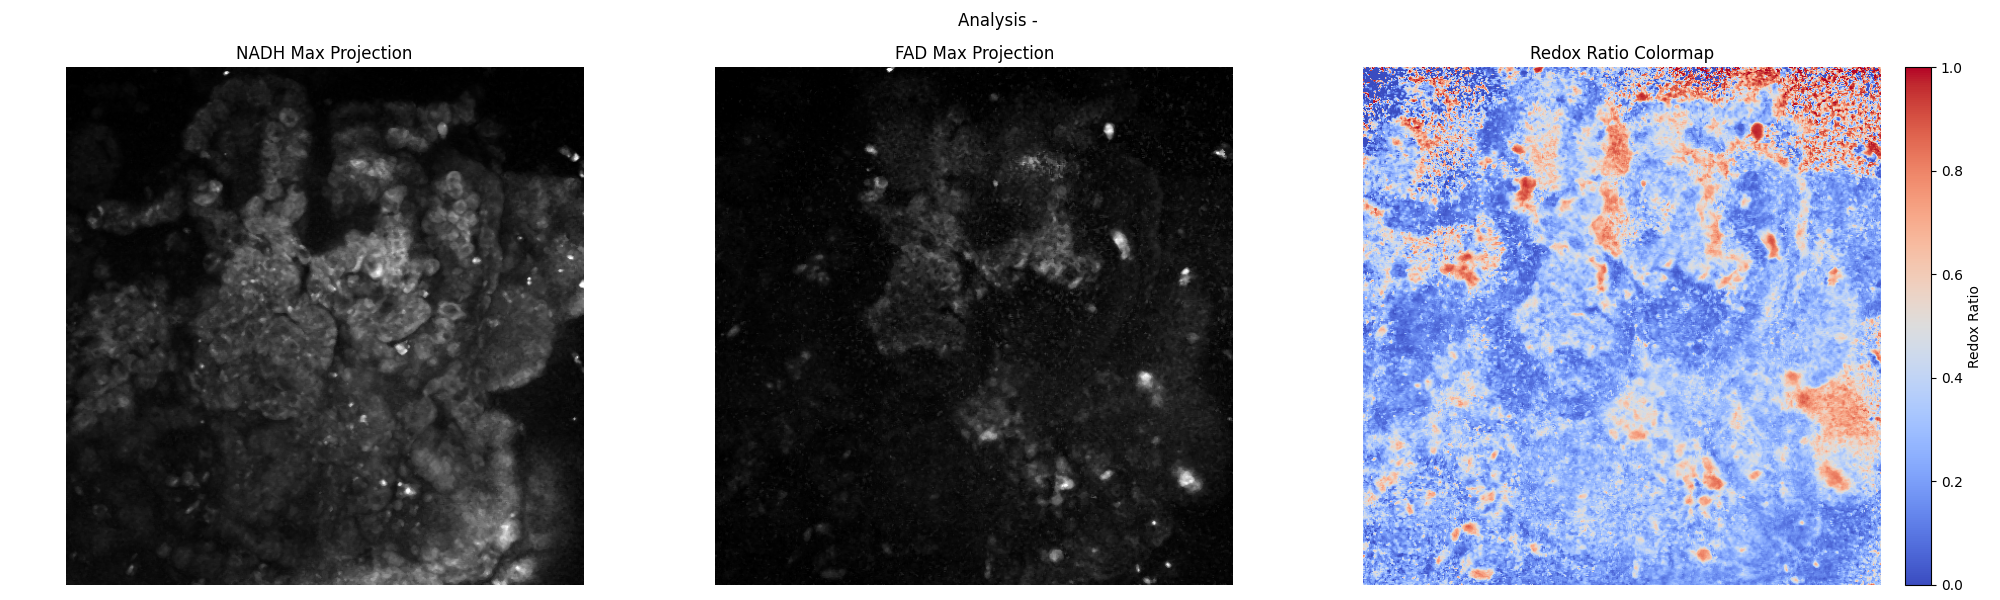 Analysis -
NADH Max Projection
FAD Max Projection
Redox Ratio Colormap
1.0
0.8
0.6
0.4
0.2
0.0
Redox Ratio